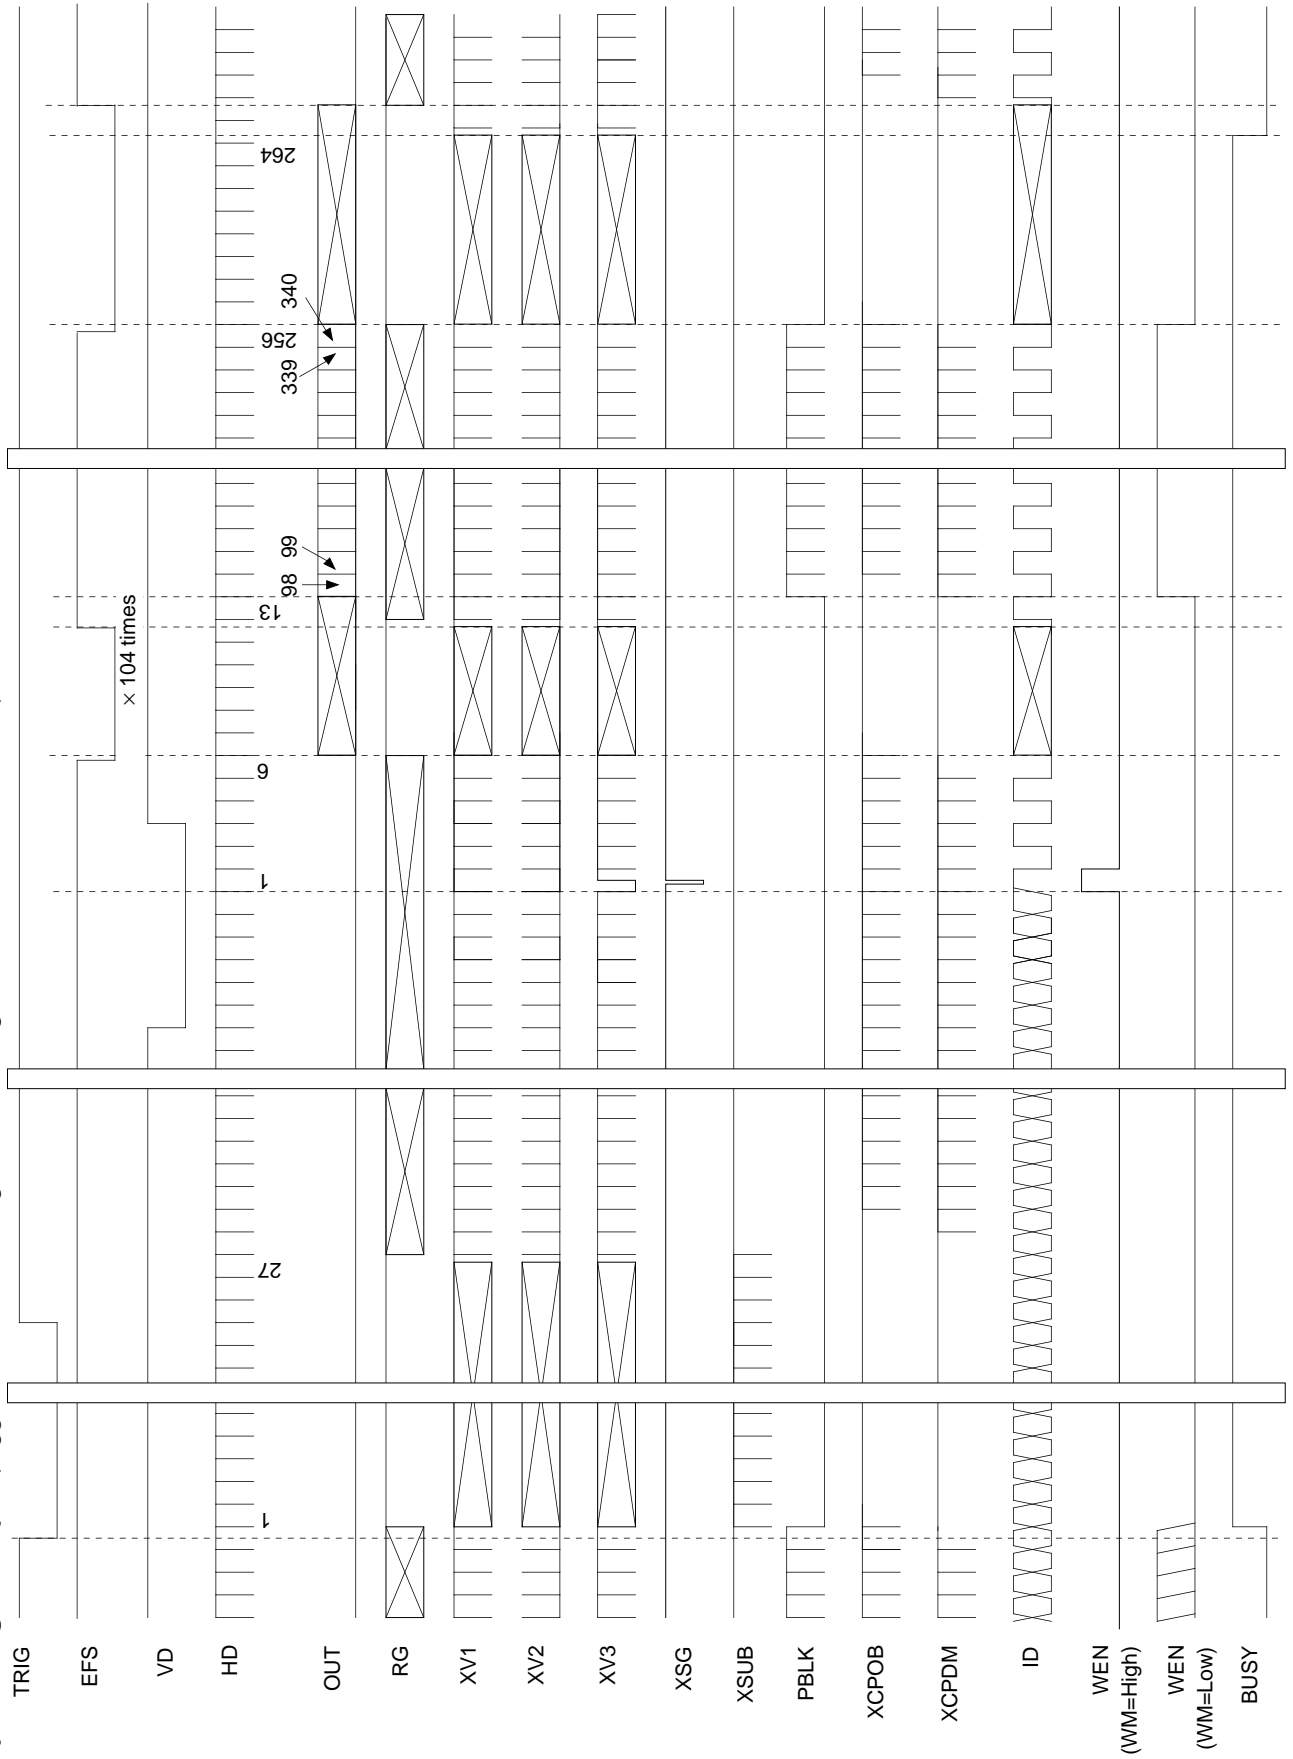 TRIG
EFS
VD
HD
OUT
RG
XV1
XV2
XV3
XSG
XSUB
PBLK
XCPOB
XCPDM
ID
WEN
(WM=High)
WEN
(WM=Low)
BUSY
1
27
1
6
× 104 times
13
98
99
256
339
340
264